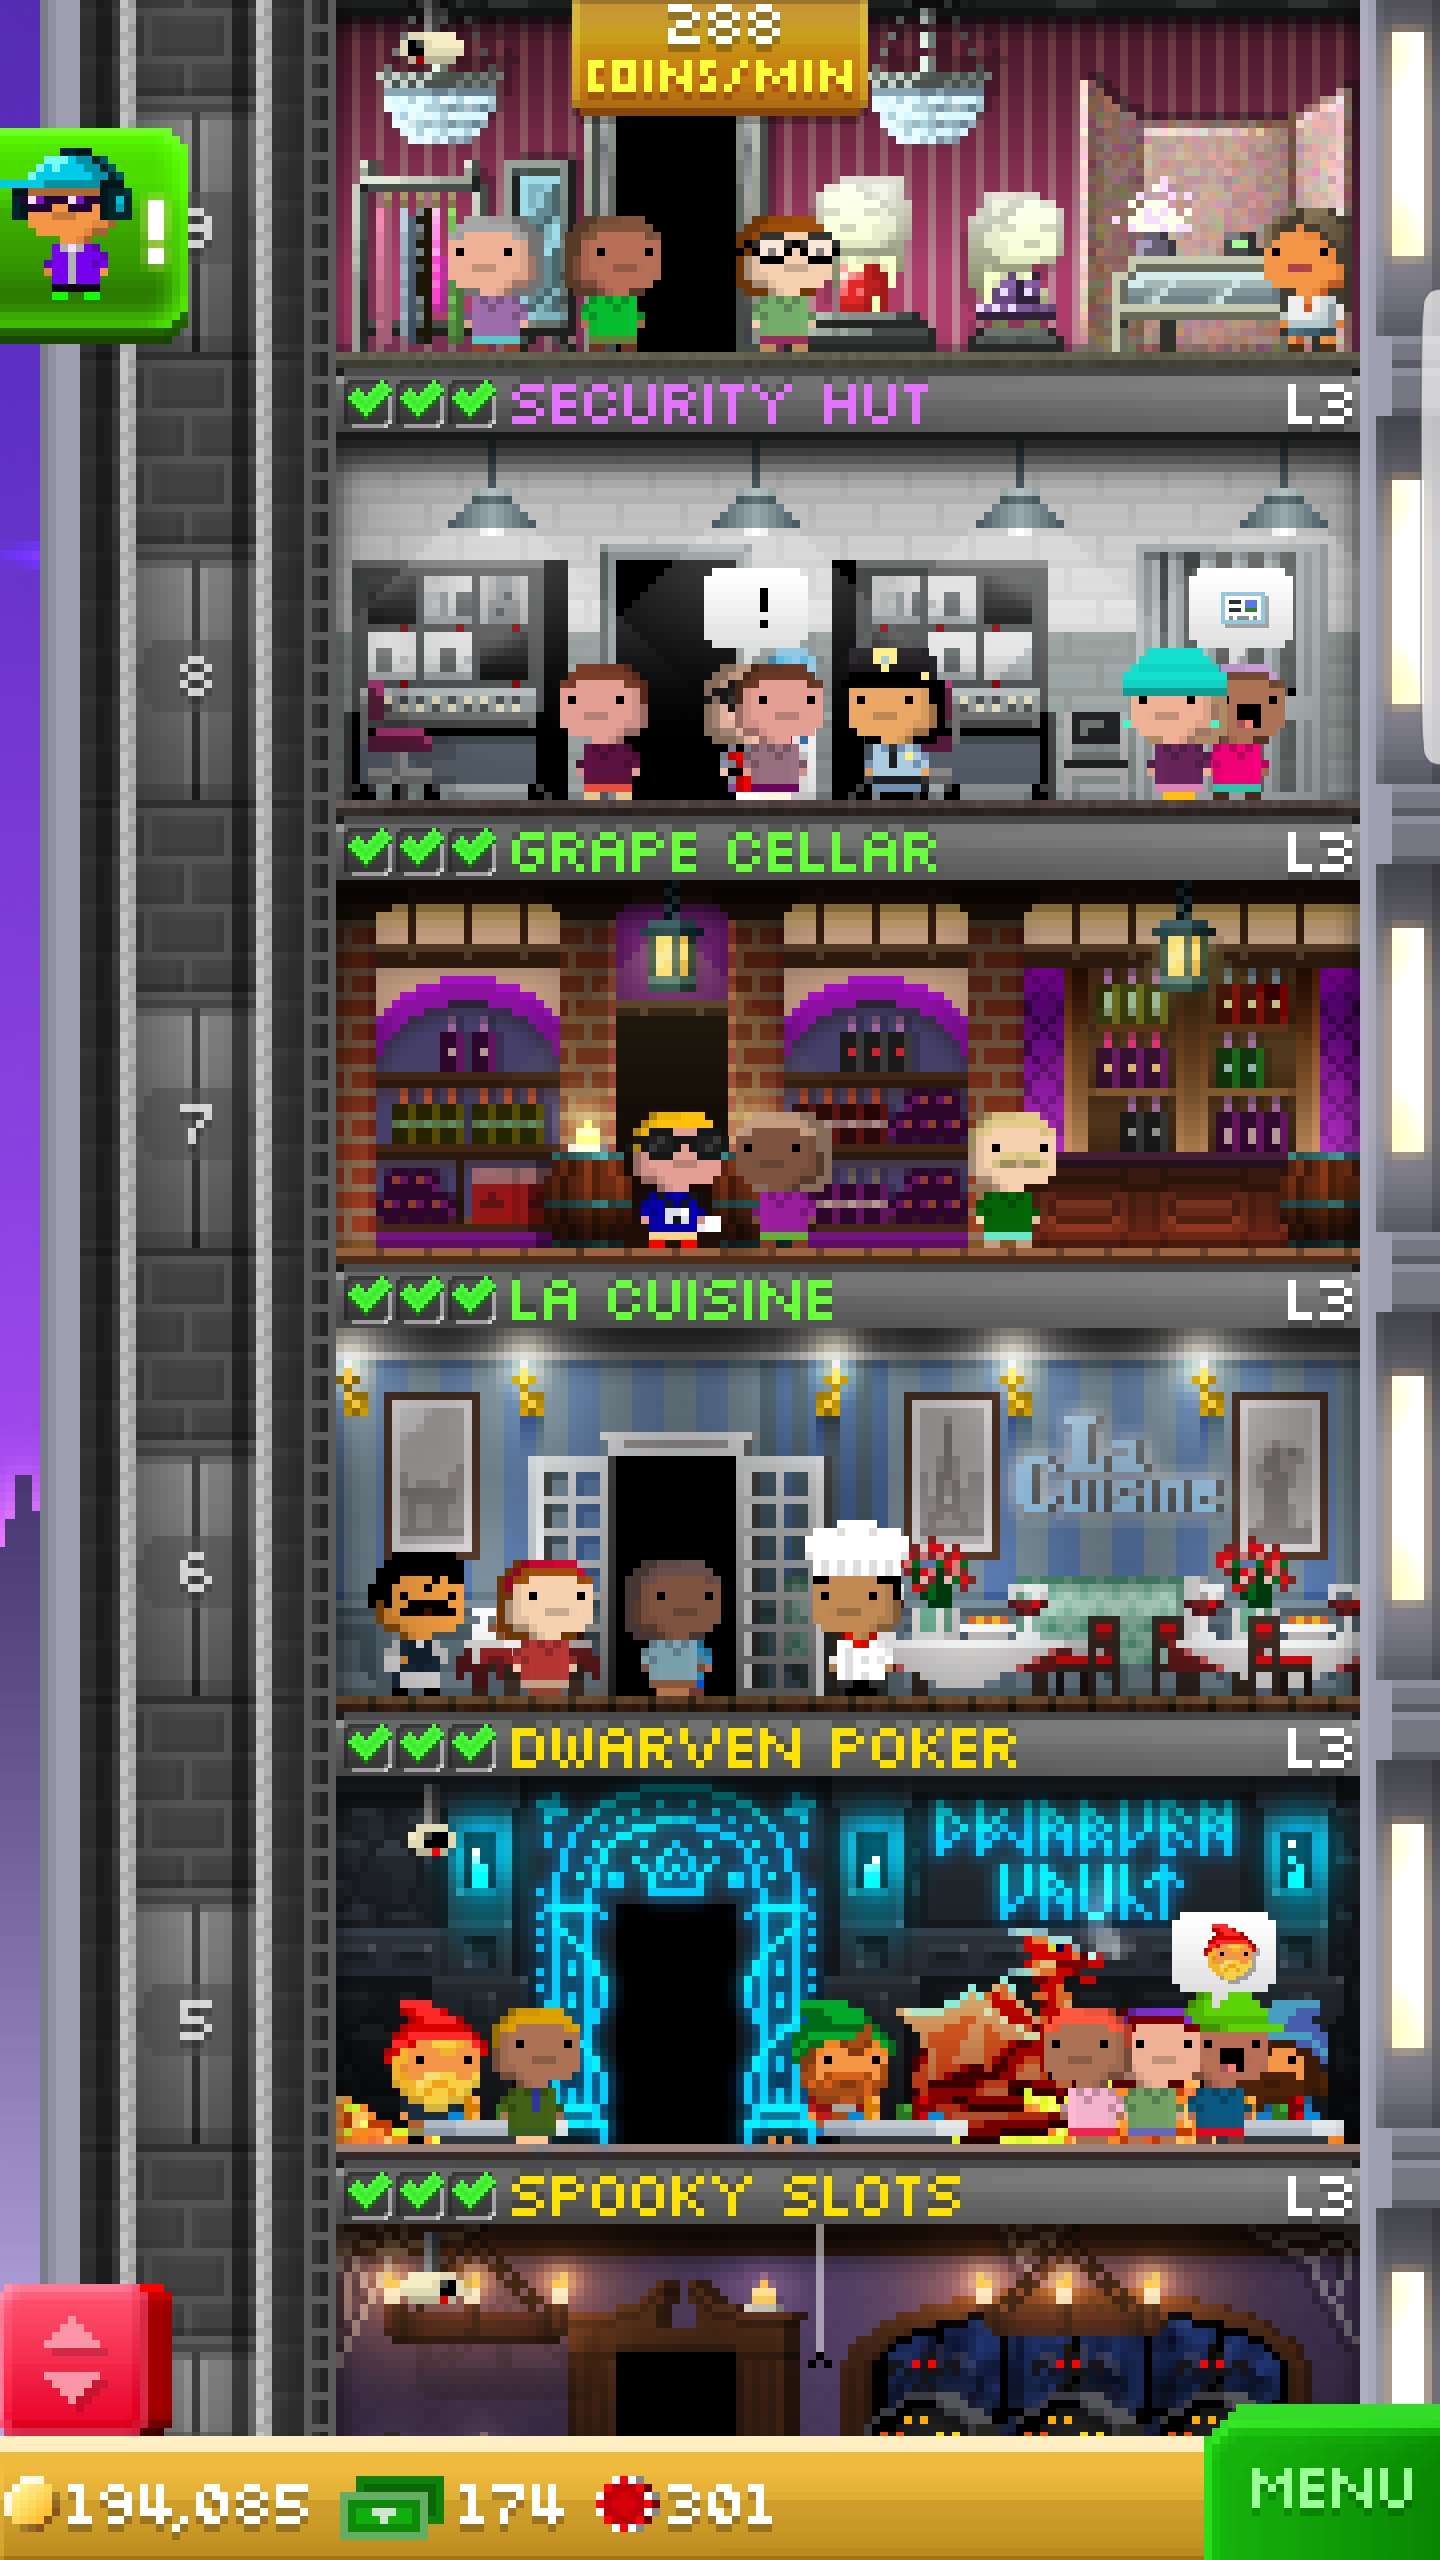 288
COINS/MIN
!
9
SECURITY HUT L3
!
8
GRAPE CELLAR L3
7
LA CUISINE L3
La
Cuisine
6
DWARVEN POKER L3
DWARVEN
VAULT
5
SPOOKY SLOTS L3
194,085 174 301
MENU